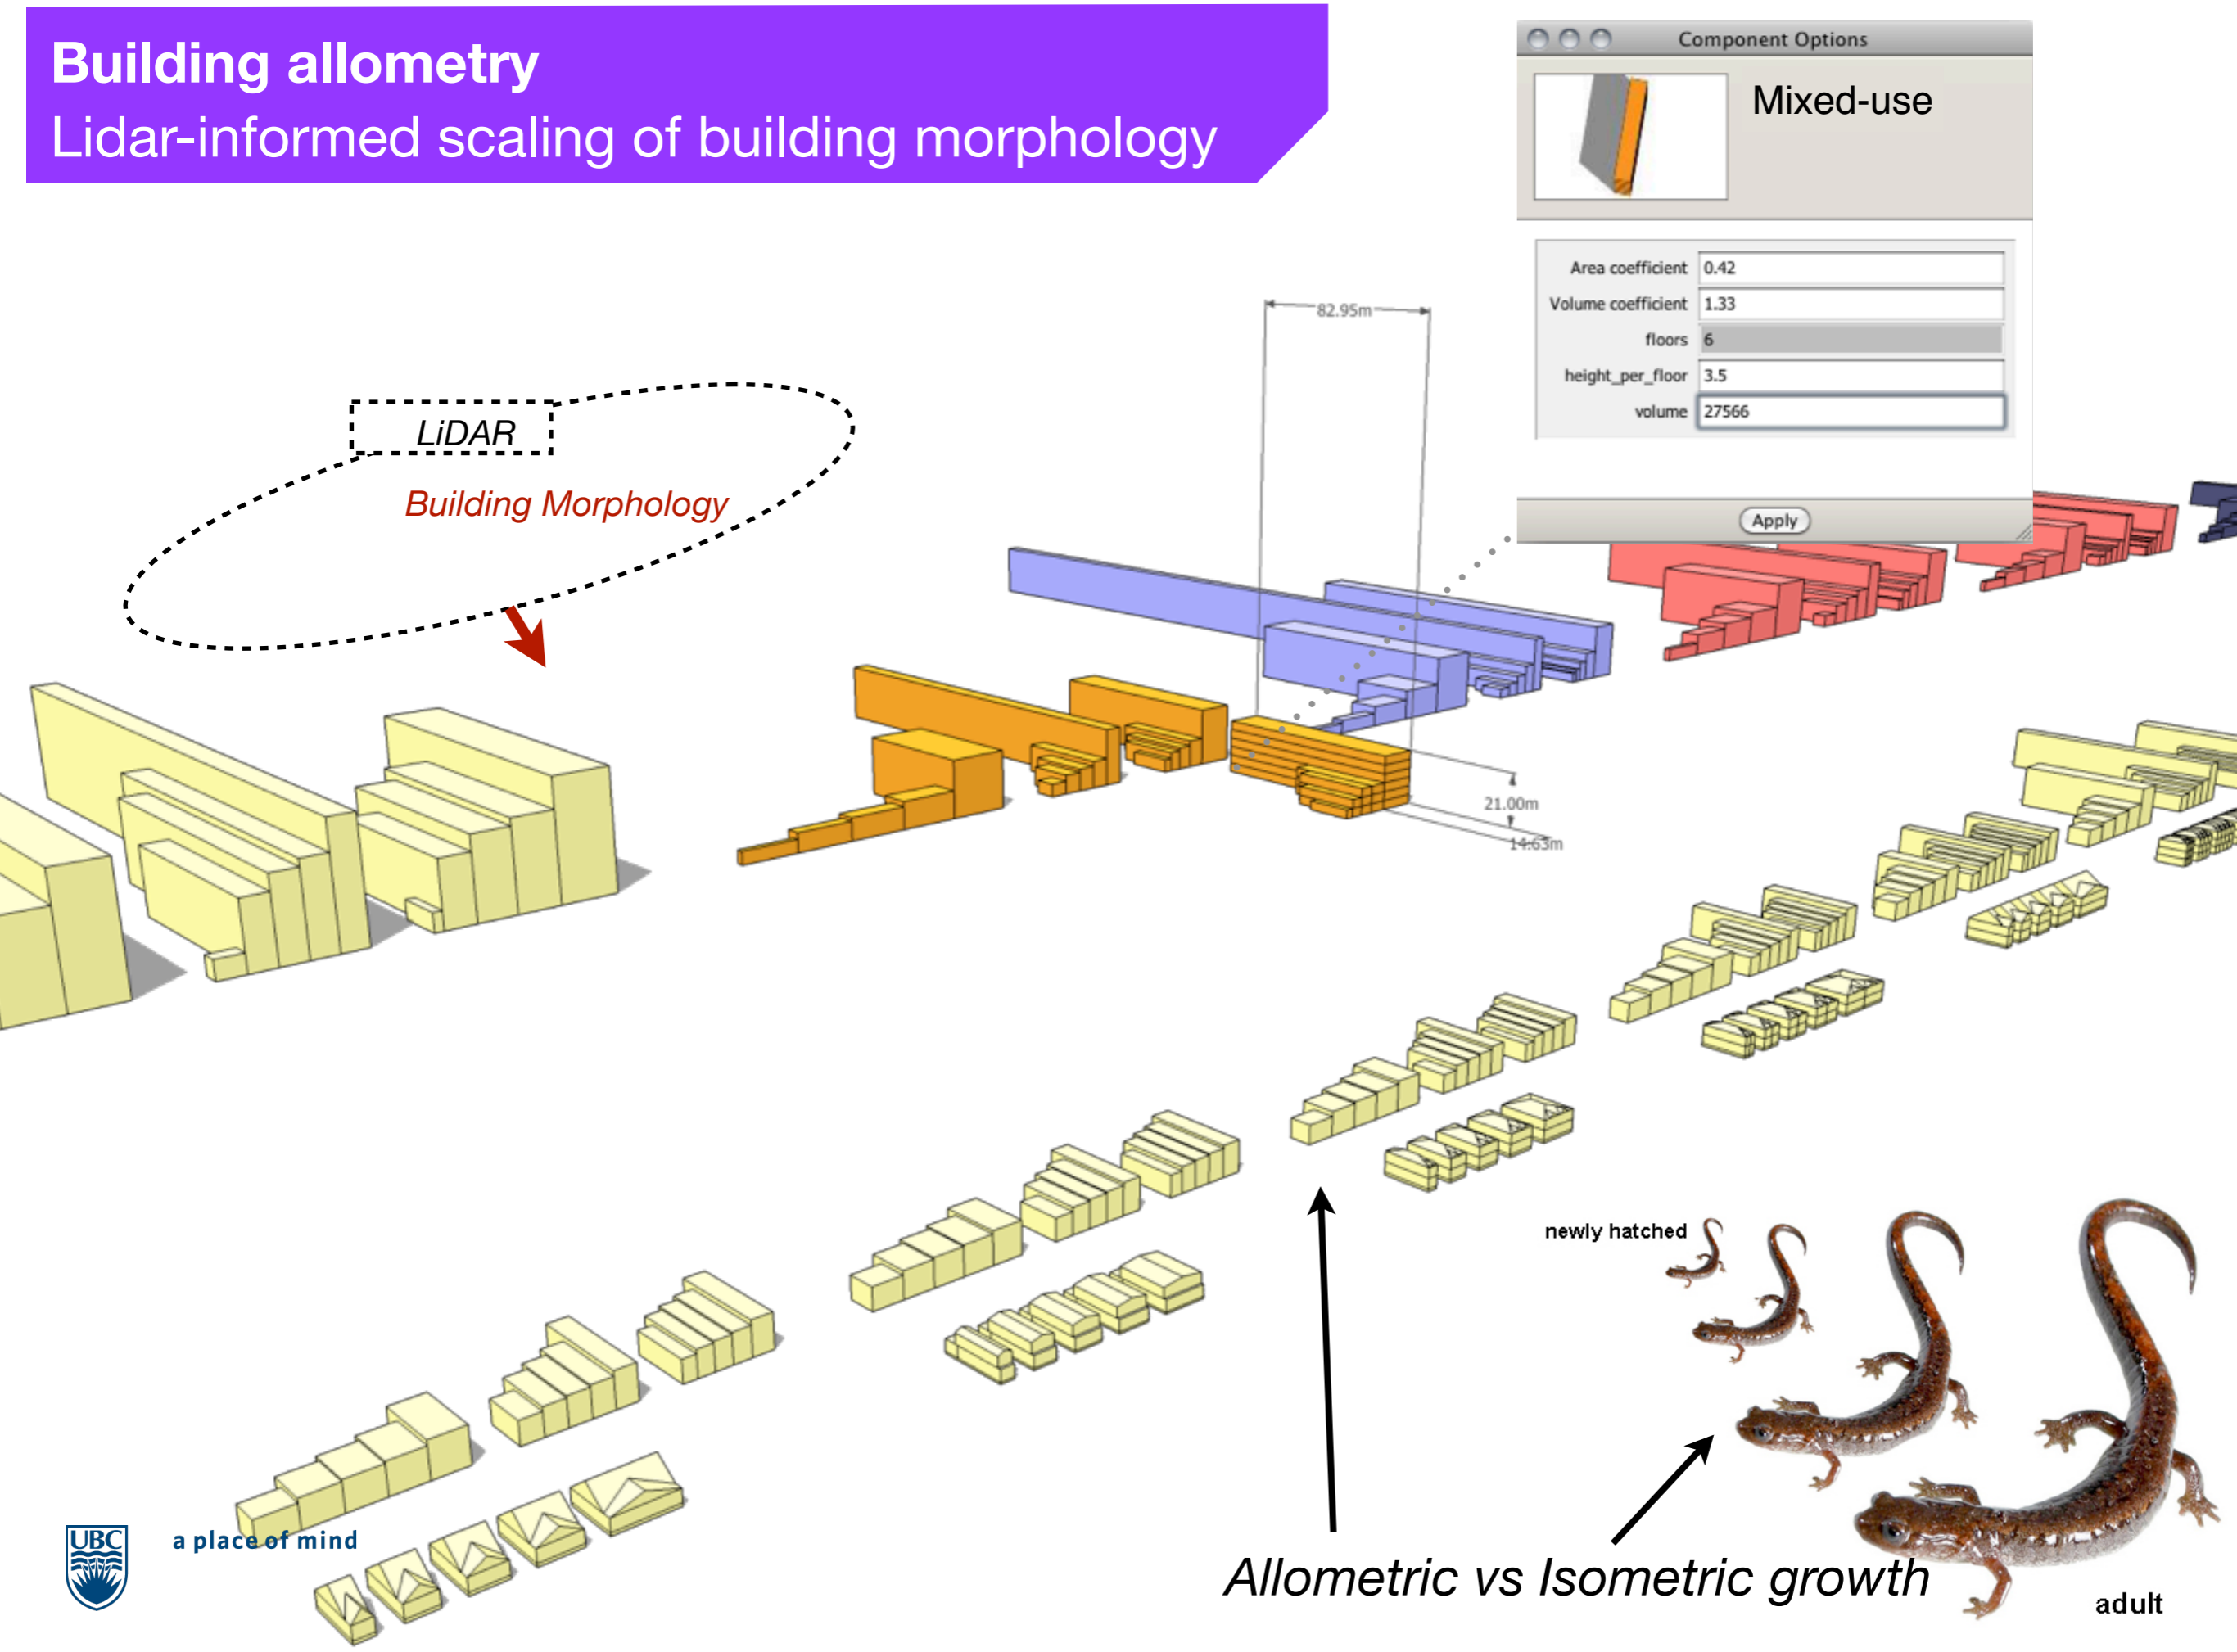 Building allometry
Lidar-informed scaling of building morphology
Component Options
Mixed-use
Area coefficient 0.42
Volume coefficient 1.33
floors 6
height_per_floor 3.5
volume 27566
Apply
82.95m
LiDAR
Building Morphology
21.00m
14.63m
newly hatched
UBC
a place of mind
Allometric vs Isometric growth
adult